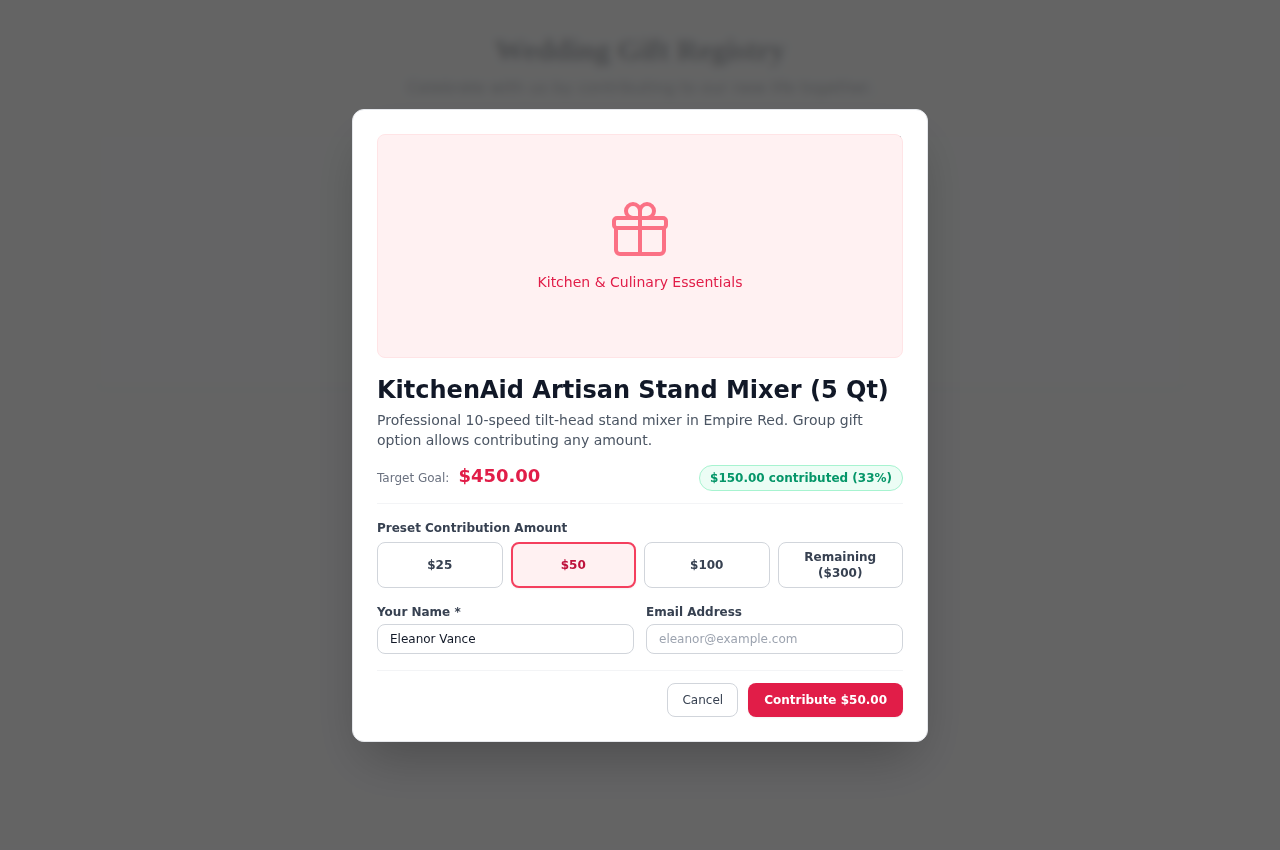 Wedding Gift Registry
Kitchen & Culinary Essentials
KitchenAid Artisan Stand Mixer (5 Qt)
Professional 10-speed tilt-head stand mixer in Empire Red. Group gift
option allows contributing any amount.
Target Goal: $450.00
$150.00 contributed (33%)
Preset Contribution Amount
$25
$50
$100
Remaining
($300)
Your Name *
Email Address
Eleanor Vance
eleanor@example.com
Cancel
Contribute $50.00